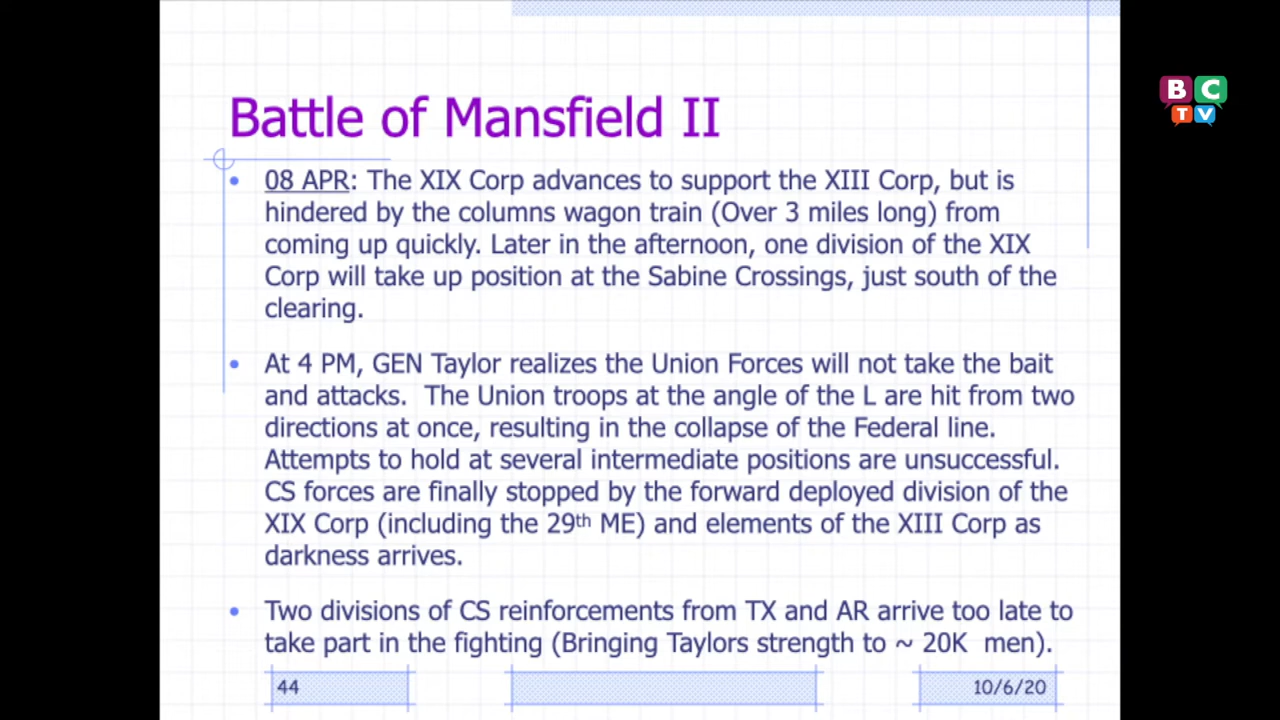 B C
T V
Battle of Mansfield II
• 08 APR: The XIX Corp advances to support the XIII Corp, but is
hindered by the columns wagon train (Over 3 miles long) from
coming up quickly. Later in the afternoon, one division of the XIX
Corp will take up position at the Sabine Crossings, just south of the
clearing.
• At 4 PM, GEN Taylor realizes the Union Forces will not take the bait
and attacks.  The Union troops at the angle of the L are hit from two
directions at once, resulting in the collapse of the Federal line.
Attempts to hold at several intermediate positions are unsuccessful.
CS forces are finally stopped by the forward deployed division of the
XIX Corp (including the 29th ME) and elements of the XIII Corp as
darkness arrives.
• Two divisions of CS reinforcements from TX and AR arrive too late to
take part in the fighting (Bringing Taylors strength to ~ 20K  men).
44
10/6/20